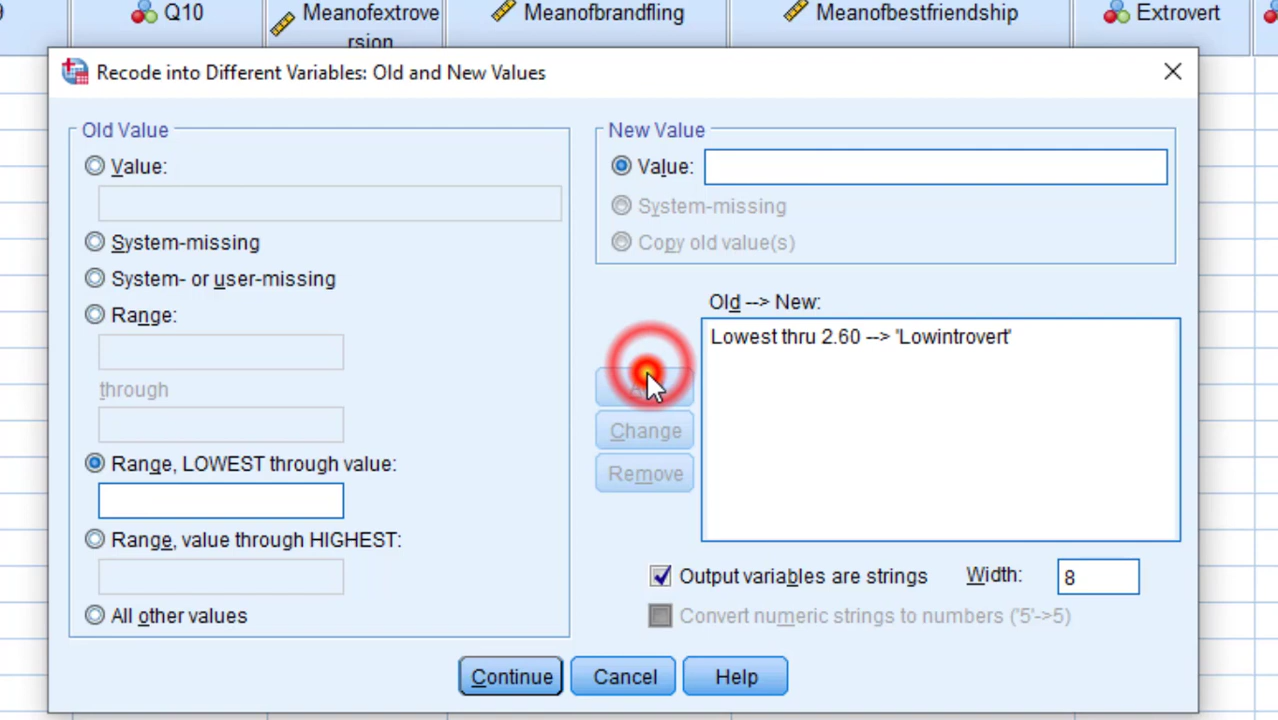 9
Q10
Meanofextrove
rsion
Meanofbrandfling
Meanofbestfriendship
Extrovert
Recode into Different Variables: Old and New Values
Old Value
New Value
Value:
Value:
System-missing
System-missing
Copy old value(s)
System- or user-missing
Range:
Old --> New:
Lowest thru 2.60 --> 'Lowintrovert'
through
Change
Range, LOWEST through value:
Remove
Range, value through HIGHEST:
Output variables are strings
Width:
8
All other values
Convert numeric strings to numbers ('5'->5)
Continue
Cancel
Help